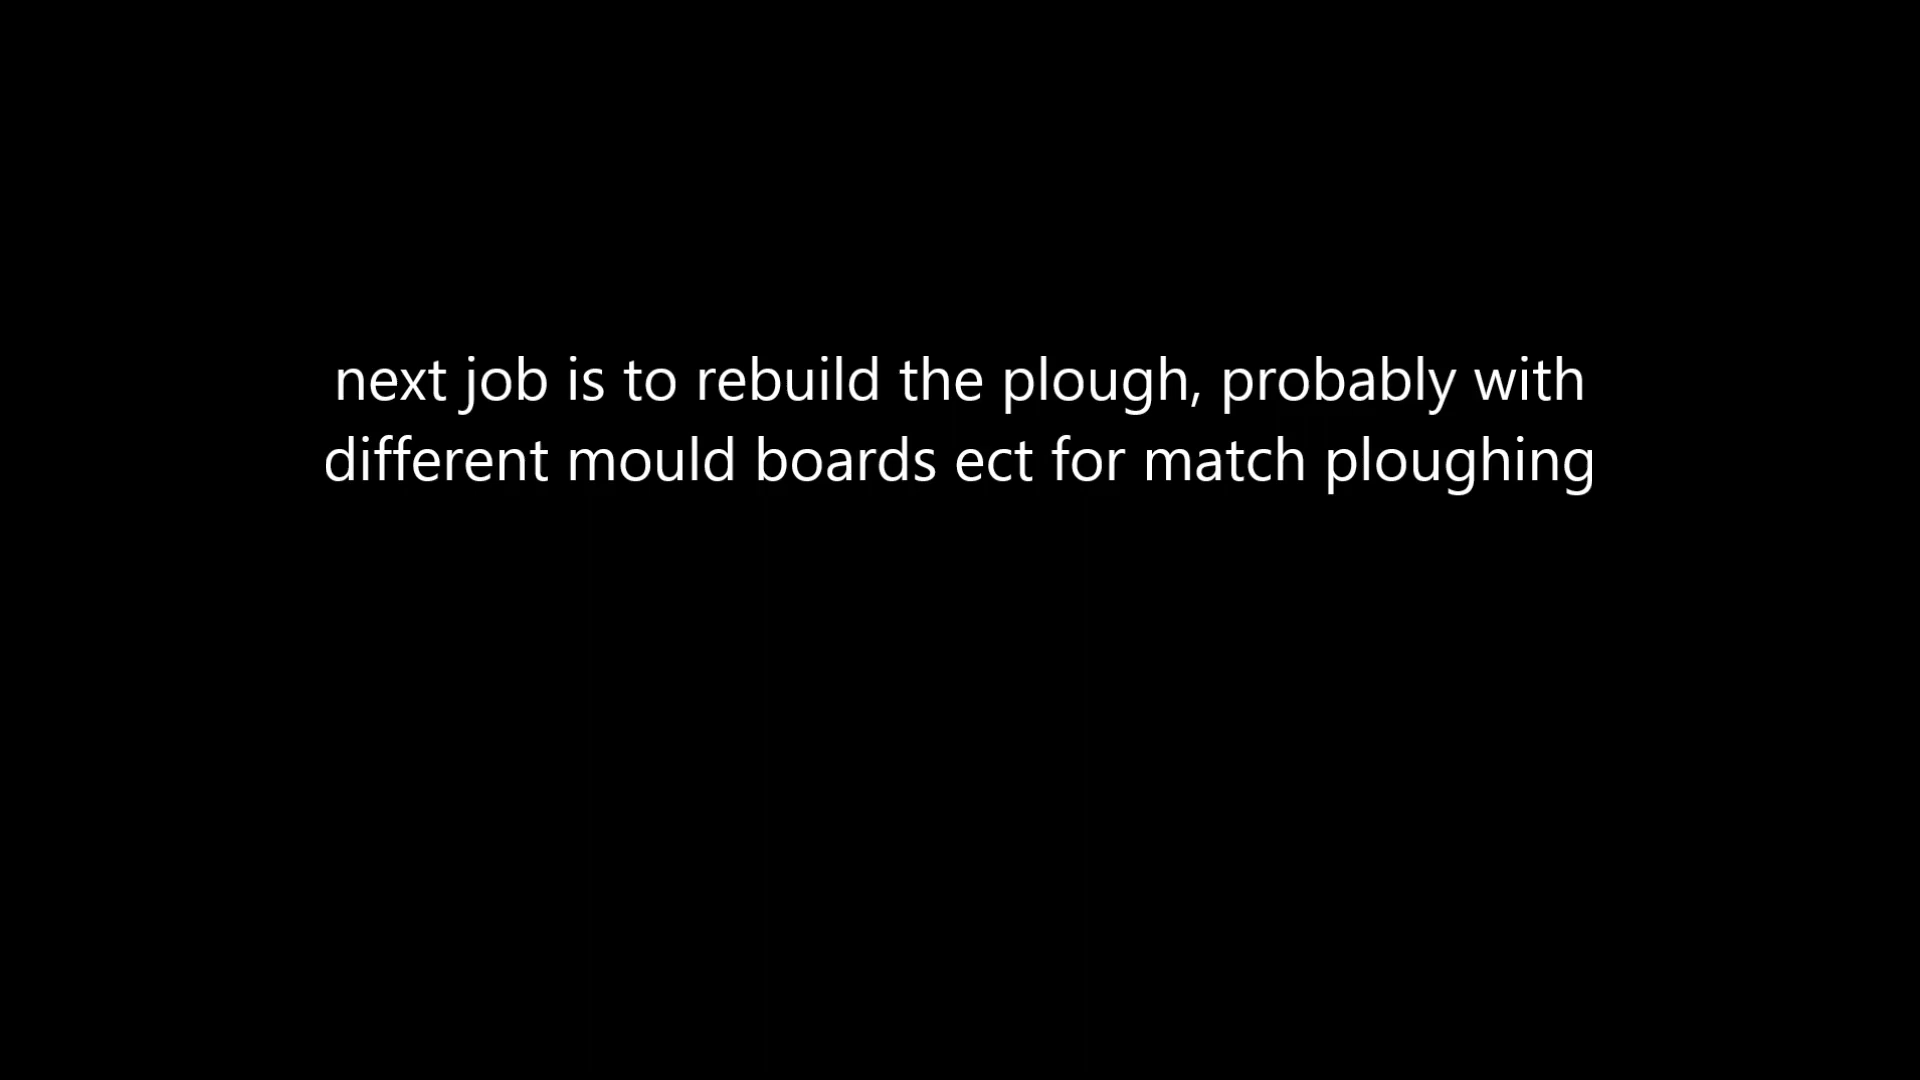 next job is to rebuild the plough, probably with
different mould boards ect for match ploughing